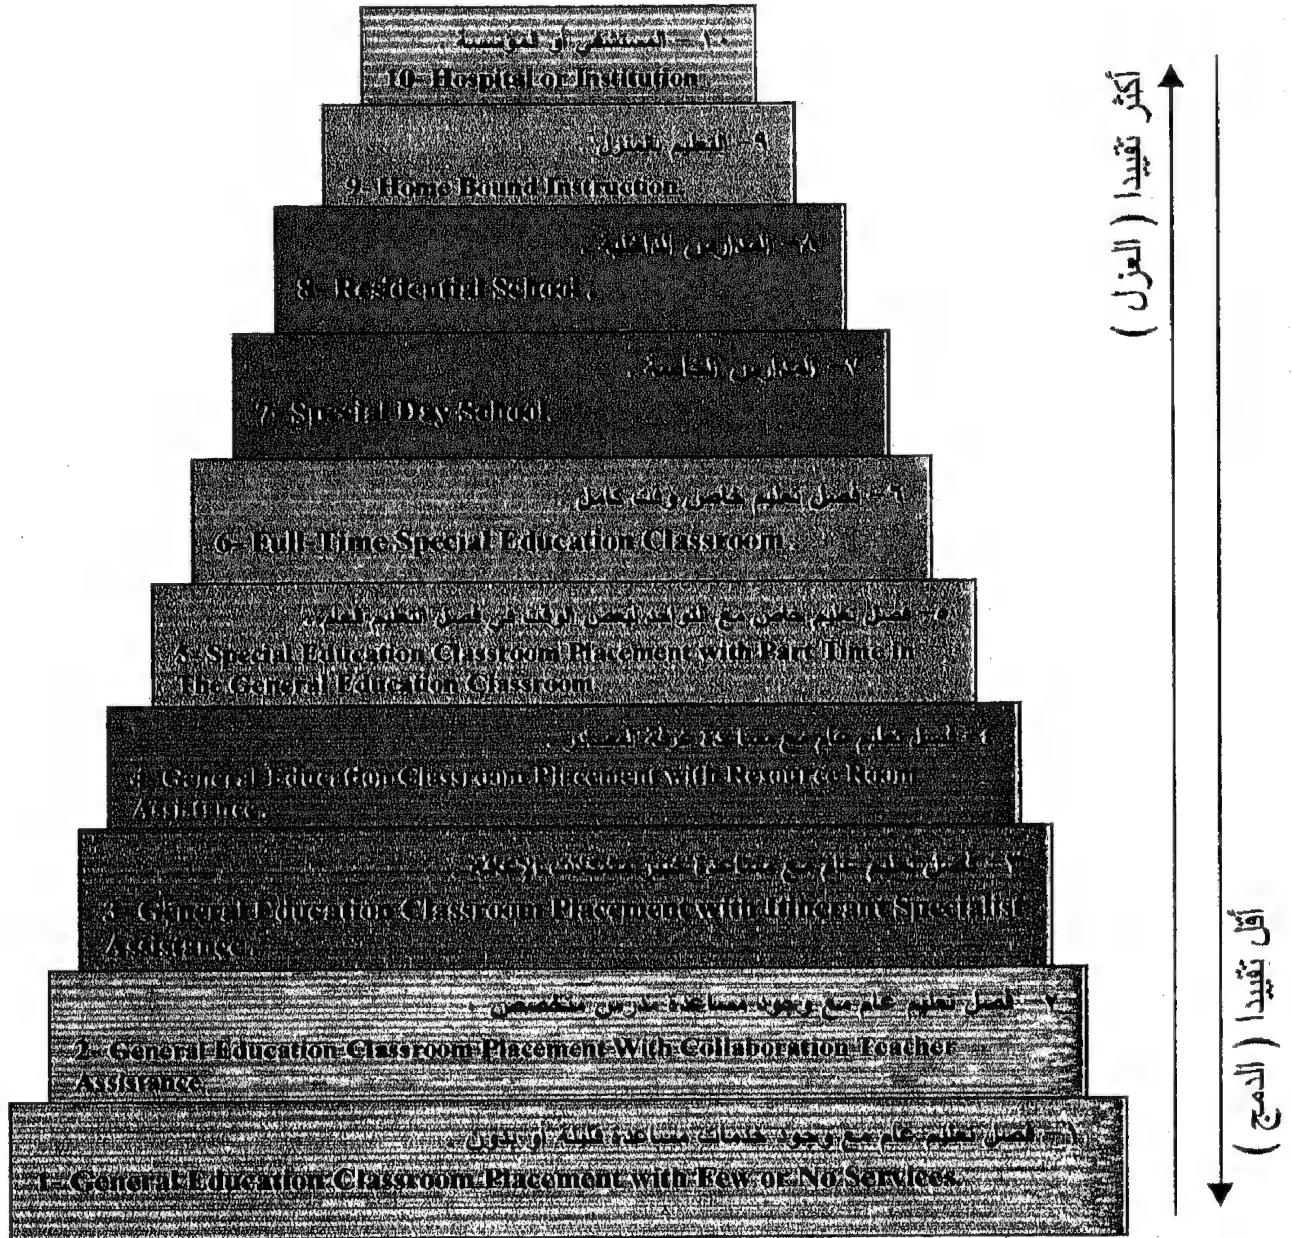 ١٠ – المستشفى أو المؤسسة .
10- Hospital or Institution
٩- التعليم بالمنزل .
9- Home Bound Instruction.
٨- المدارس الداخلية .
8- Residential School .
٧- المدارس الخاصة .
7- Special Day School.
٦- فصل تعليم خاص وقت كامل .
6- Full-Time Special Education Classroom .
٥- فصل تعليم خاص مع التواجد لبعض الوقت في فصل التعليم العام .
5- Special Education Classroom Placement with Part Time in
The General Education Classroom
٤- فصل تعليم عام مع مساعدة غرفة المصادر .
4- General Education Classroom Placement with Resource Room
Assistance .
٣- فصل تعليم عام مع مساعدة
3- General Education Classroom Placement with Itinerant Specialist
Assistance
٢- فصل تعليم عام مع وجود مساعدة مدرس متخصص .
2- General Education Classroom Placement With Collaboration Teacher
Assistance
١- فصل تعليم عام مع وجود خدمات مساعدة قليلة أو بدون .
1- General Education Classroom Placement with Few or No Services.
أكثر تقييدا ( العزل )
أقل تقييدا ( الدمج )